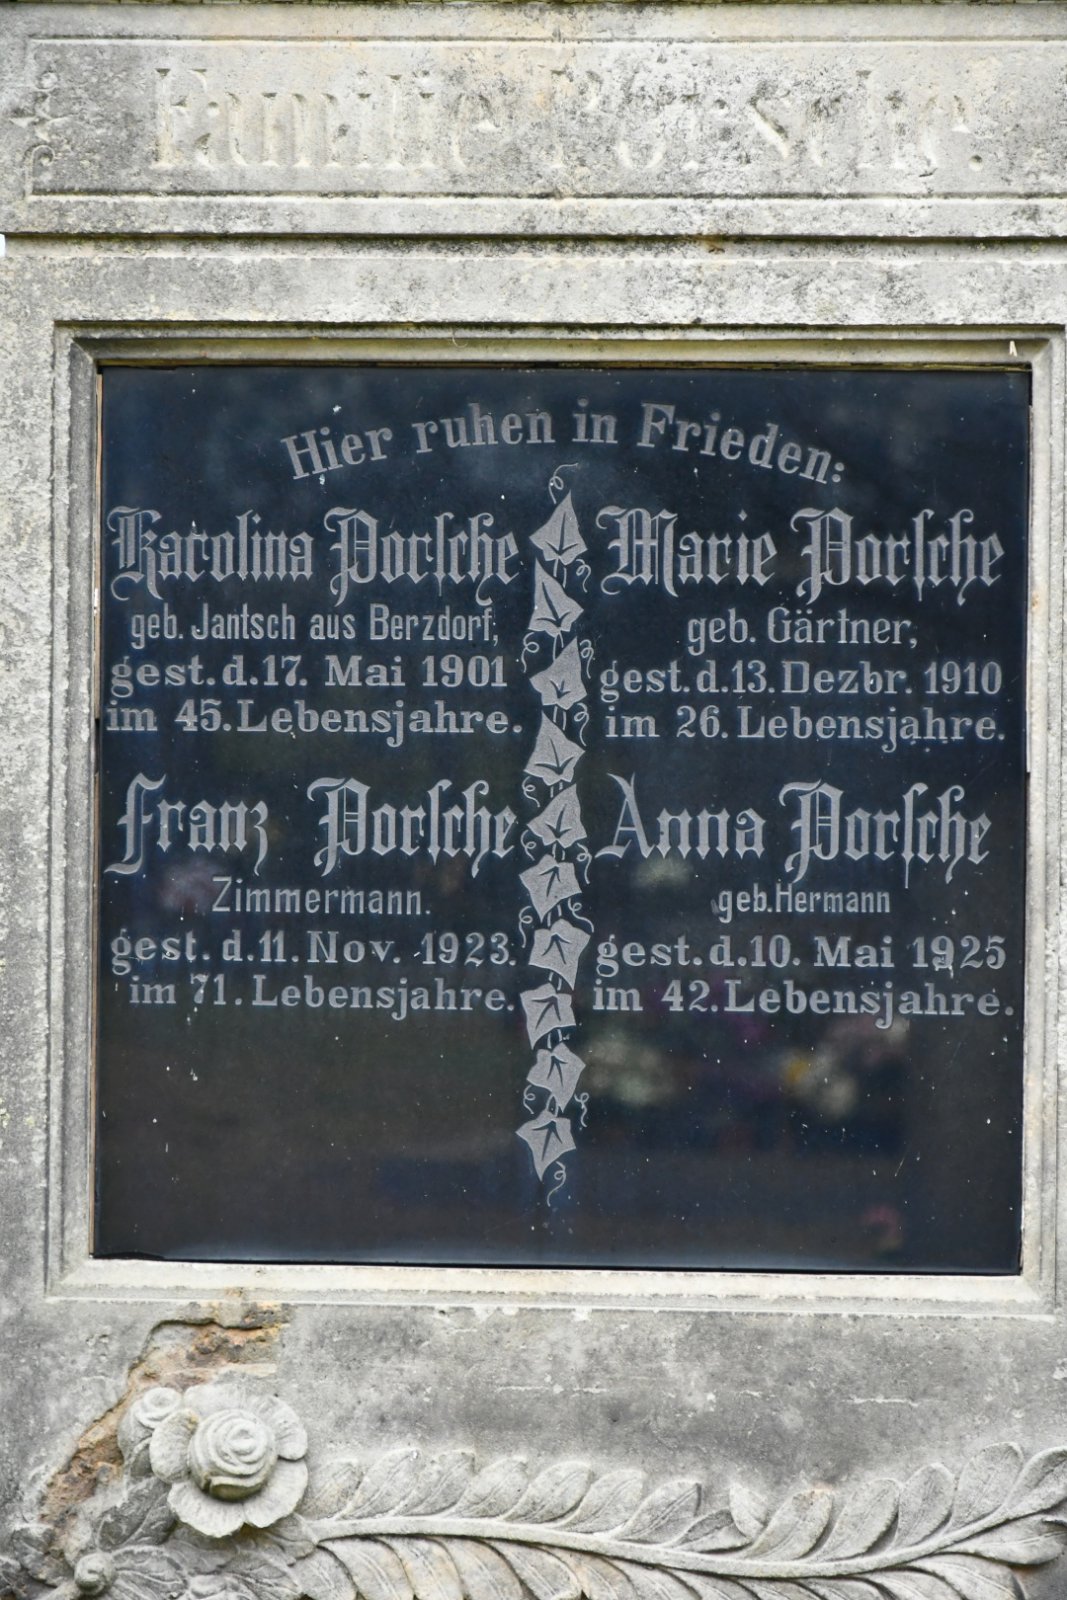 Familie Porsche.
Hier ruhen in Frieden:
Karolina Porsche
geb. Jantsch aus Berzdorf,
gest. d. 17. Mai 1901
im 45. Lebensjahre.
Marie Porsche
geb. Gärtner,
gest. d. 13. Dezbr. 1910
im 26. Lebensjahre.
Franz Porsche
Zimmermann.
gest. d. 11. Nov. 1923.
im 71. Lebensjahre.
Anna Porsche
geb. Hermann
gest. d. 10. Mai 1925
im 42. Lebensjahre.